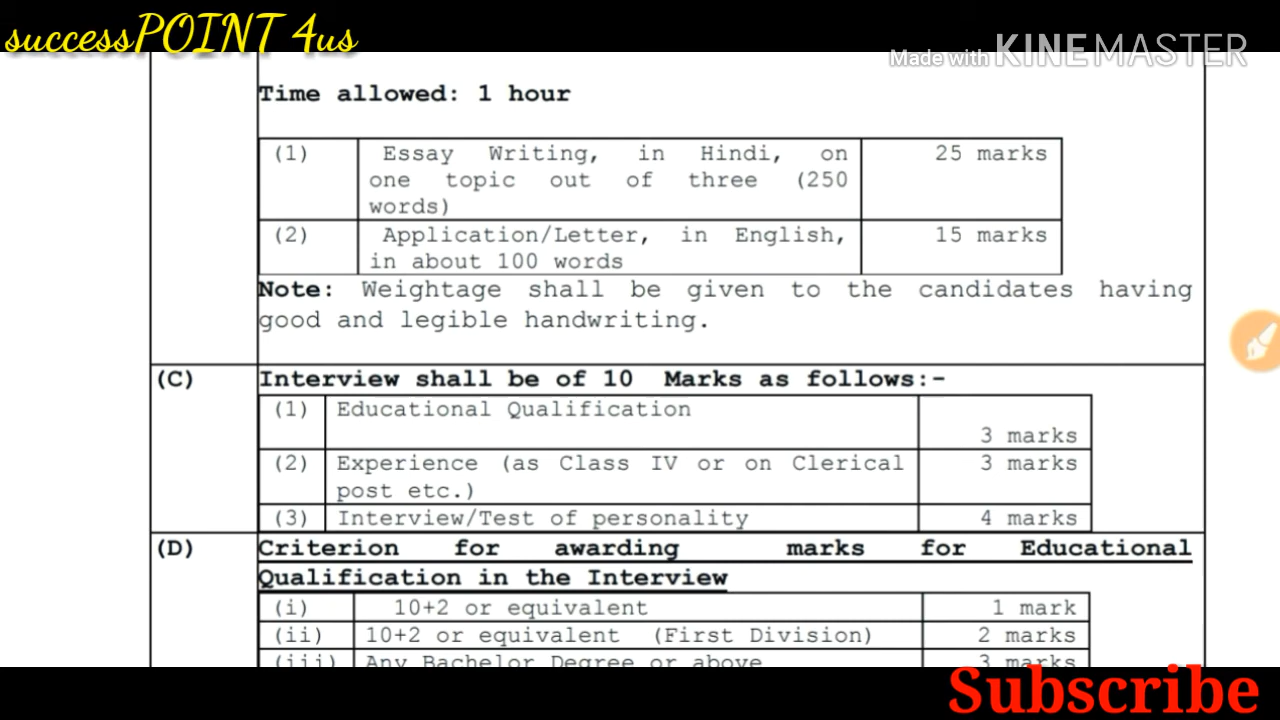 successPOINT 4us
Made with KINEMASTER
Time allowed: 1 hour
(1) Essay Writing, in Hindi, on 25 marks
one topic out of three (250
words)
(2) Application/Letter, in English, 15 marks
in about 100 words
Note: Weightage shall be given to the candidates having
good and legible handwriting.
(C) Interview shall be of 10 Marks as follows:-
(1) Educational Qualification
3 marks
(2) Experience (as Class IV or on Clerical 3 marks
post etc.)
(3) Interview/Test of personality 4 marks
(D) Criterion for awarding marks for Educational
Qualification in the Interview
(i) 10+2 or equivalent 1 mark
(ii) 10+2 or equivalent (First Division) 2 marks
(iii) Any Bachelor Degree or above 3 marks
Subscribe